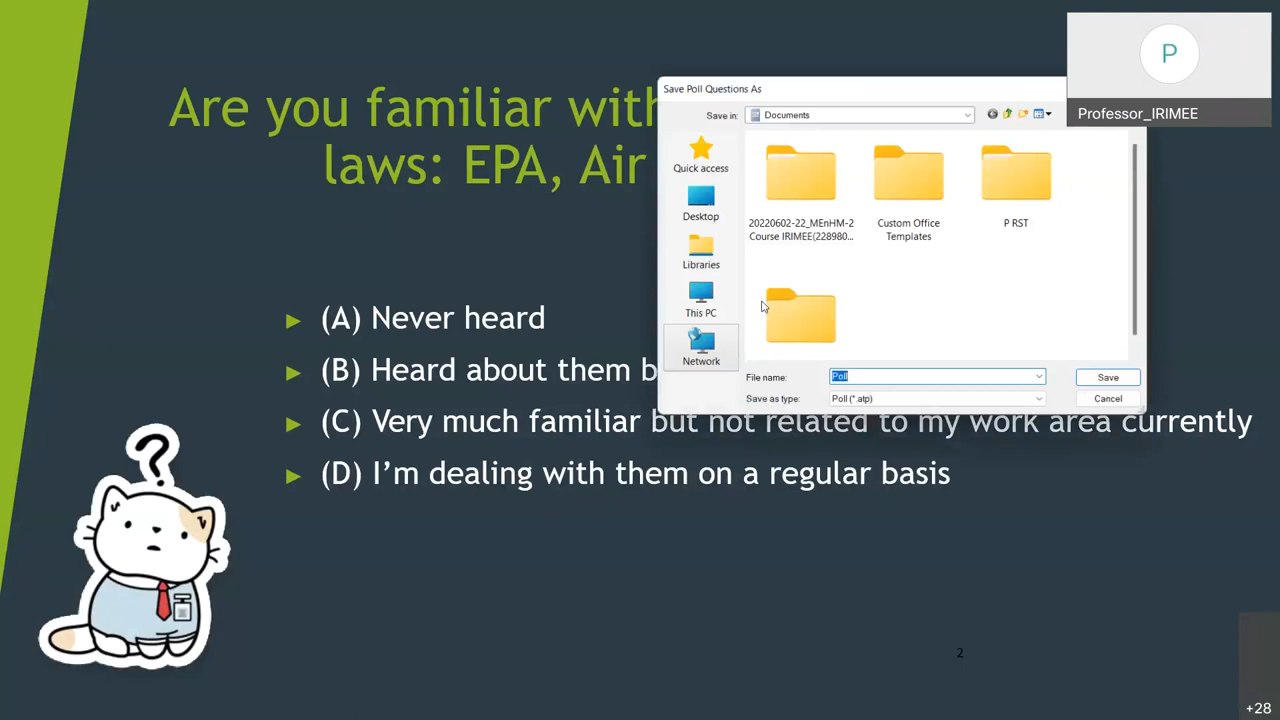 Are you familiar with
laws: EPA, Air
(A) Never heard
(B) Heard about them b
(C) Very much familiar but not related to my work area currently
(D) I'm dealing with them on a regular basis
?
2
Save Poll Questions As
Save in:
Documents
Quick access
Desktop
Libraries
This PC
Network
20220602-22_MEnHM-2
Course IRIMEE(228980...
Custom Office
Templates
P RST
File name:
Poll
Save
Save as type:
Poll (*.atp)
Cancel
P
Professor_IRIMEE
+28